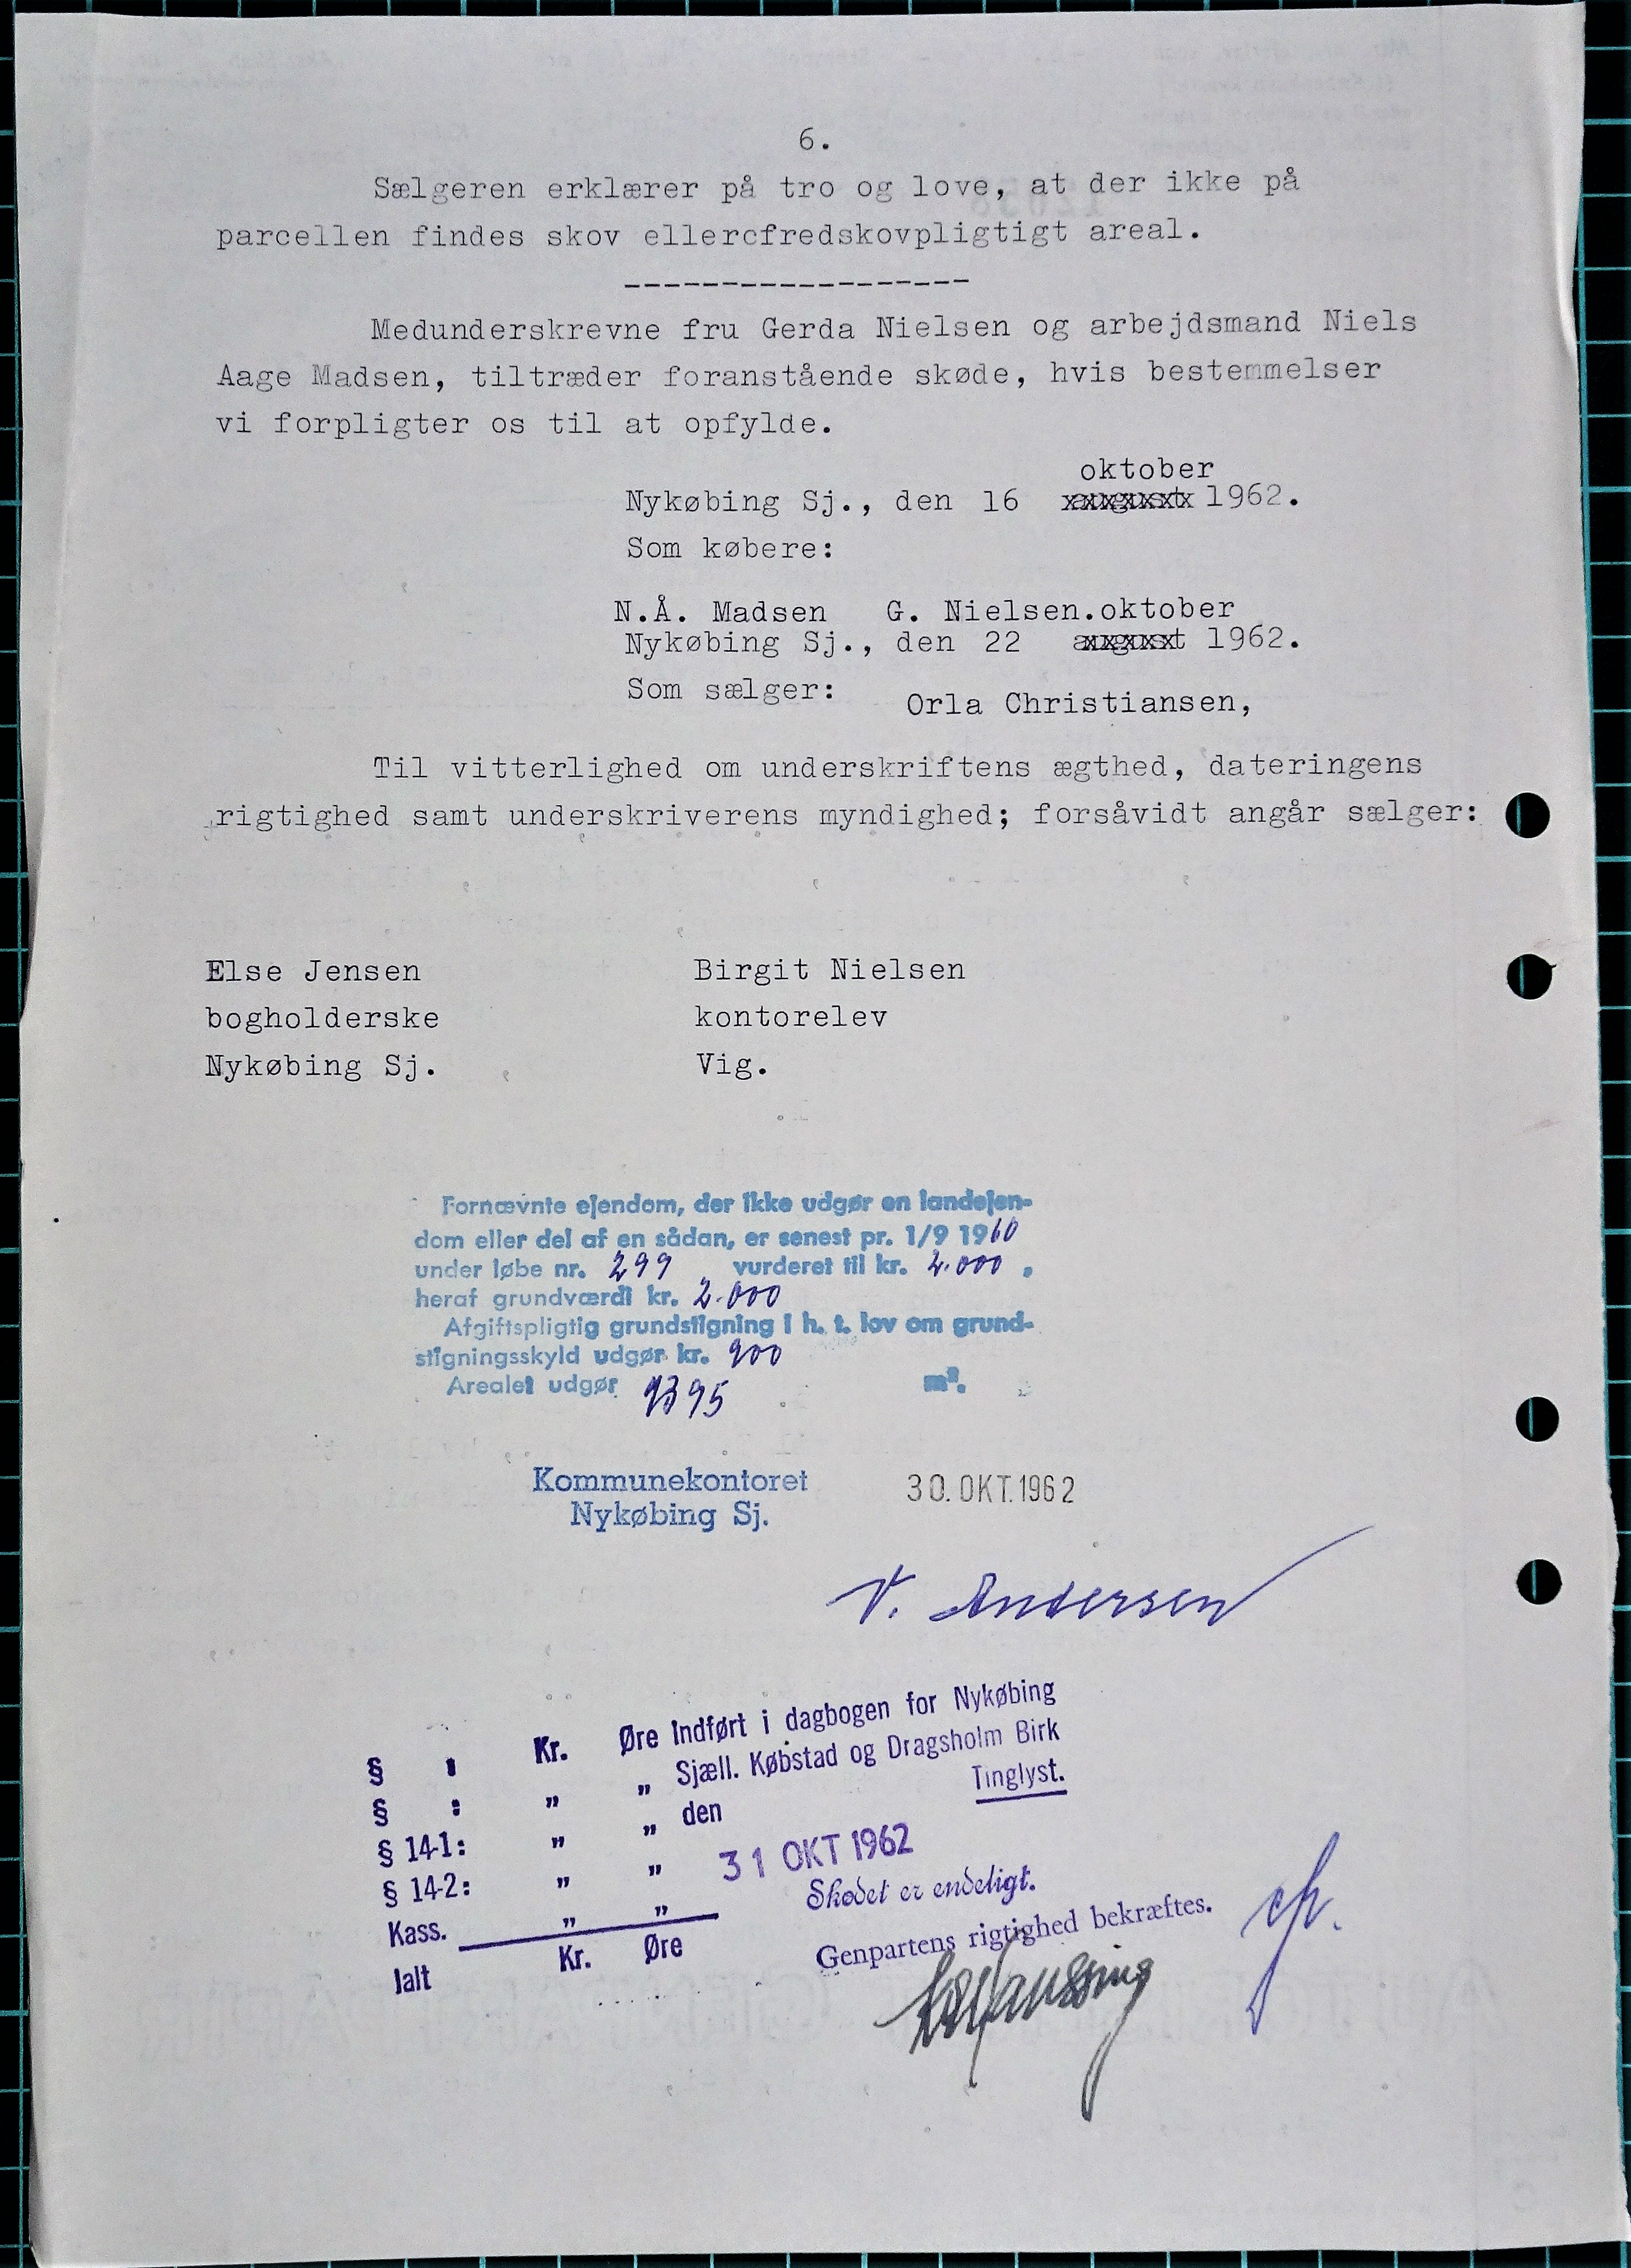 6.
Sælgeren erklærer på tro og love, at der ikke på
parcellen findes skov ellercfredskovpligtigt areal.
------------------
Medunderskrevne fru Gerda Nielsen og arbejdsmand Niels
Aage Madsen, tiltræder foranstående skøde, hvis bestemmelser
vi forpligter os til at opfylde.
oktober
Nykøbing Sj., den 16 august 1962.
Som købere:
N.Å. Madsen G. Nielsen.oktober
Nykøbing Sj., den 22 august 1962.
Som sælger:
Orla Christiansen,
Til vitterlighed om underskriftens ægthed, dateringens
rigtighed samt underskriverens myndighed; forsåvidt angår sælger:
Else Jensen Birgit Nielsen
bogholderske kontorelev
Nykøbing Sj. Vig.
Fornævnte ejendom, der ikke udgør en landejen-
dom eller del af en sådan, er senest pr. 1/9 1960
under løbe nr. 299 vurderet til kr. 2.000,
heraf grundværdi kr. 2.000
Afgiftspligtig grundstigning i h. t. lov om grund-
stigningsskyld udgør kr. 900
Arealet udgør m².
Kommunekontoret 30. OKT. 1962
Nykøbing Sj.
V. Andersen
§ : Kr. Øre Indført i dagbogen for Nykøbing
§ : " " Sjæll. Købstad og Dragsholm Birk
§ 14-1: " " den Tinglyst.
§ 14-2: " " 31 OKT 1962
Kass. " " Skødet er endeligt.
Ialt Kr. Øre Genpartens rigtighed bekræftes.